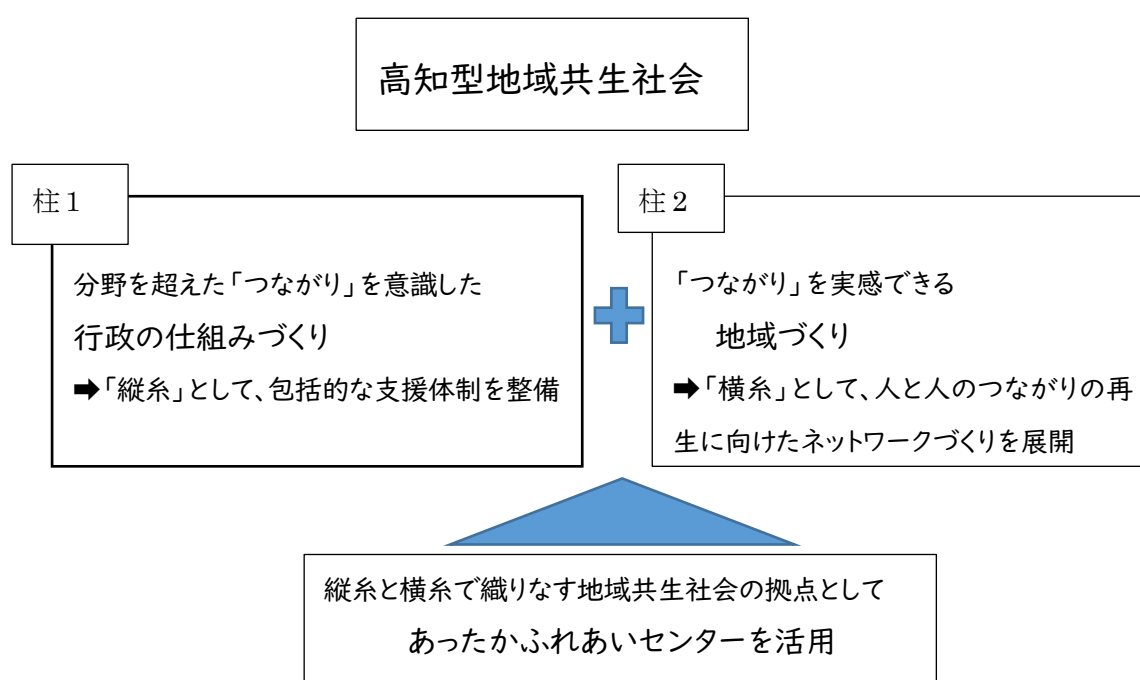 高知型地域共生社会
柱1
分野を超えた「つながり」を意識した
行政の仕組みづくり
➡「縦糸」として、包括的な支援体制を整備
柱2
「つながり」を実感できる
地域づくり
➡「横糸」として、人と人のつながりの再
生に向けたネットワークづくりを展開
縦糸と横糸で織りなす地域共生社会の拠点として
あったかふれあいセンターを活用